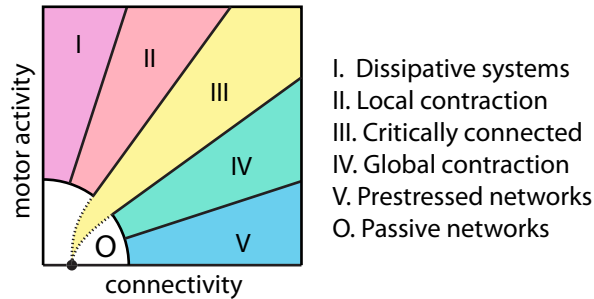 motor activity
I
II
III
IV
V
O
connectivity
I. Dissipative systems
II. Local contraction
III. Critically connected
IV. Global contraction
V. Prestressed networks
O. Passive networks